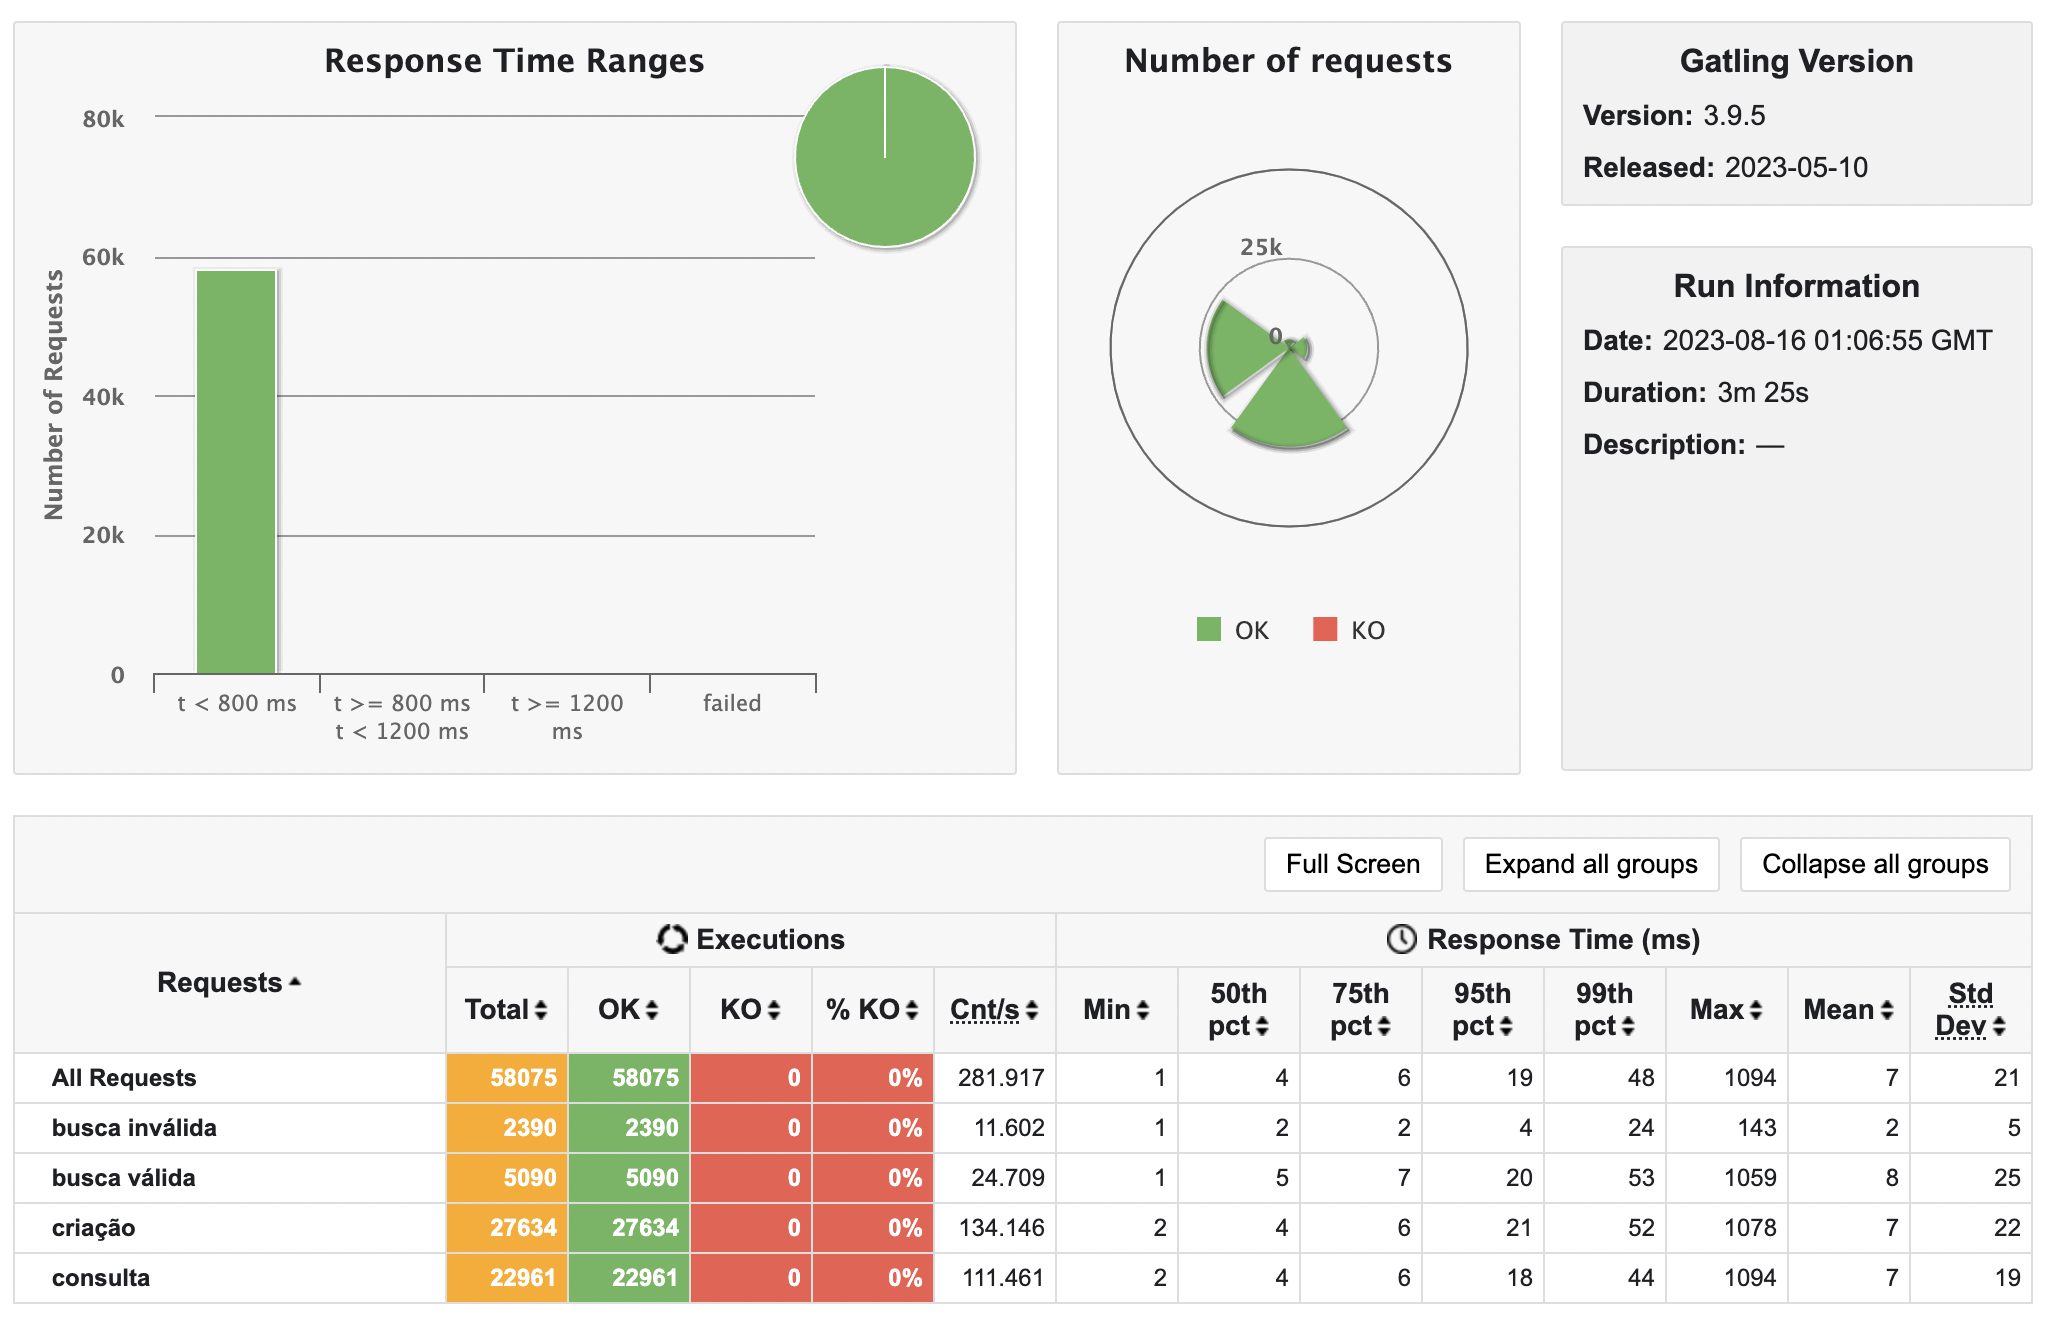 Response Time Ranges
80k
60k
40k
20k
0
Number of Requests
t < 800 ms
t >= 800 ms
t < 1200 ms
t >= 1200
ms
failed
Number of requests
25k
0
OK KO
Gatling Version
Version: 3.9.5
Released: 2023-05-10
Run Information
Date: 2023-08-16 01:06:55 GMT
Duration: 3m 25s
Description: —
Full Screen Expand all groups Collapse all groups
Requests Executions Response Time (ms)
Total OK KO % KO Cnt/s Min 50th pct 75th pct 95th pct 99th pct Max Mean Std Dev
All Requests 58075 58075 0 0% 281.917 1 4 6 19 48 1094 7 21
busca inválida 2390 2390 0 0% 11.602 1 2 2 4 24 143 2 5
busca válida 5090 5090 0 0% 24.709 1 5 7 20 53 1059 8 25
criação 27634 27634 0 0% 134.146 2 4 6 21 52 1078 7 22
consulta 22961 22961 0 0% 111.461 2 4 6 18 44 1094 7 19